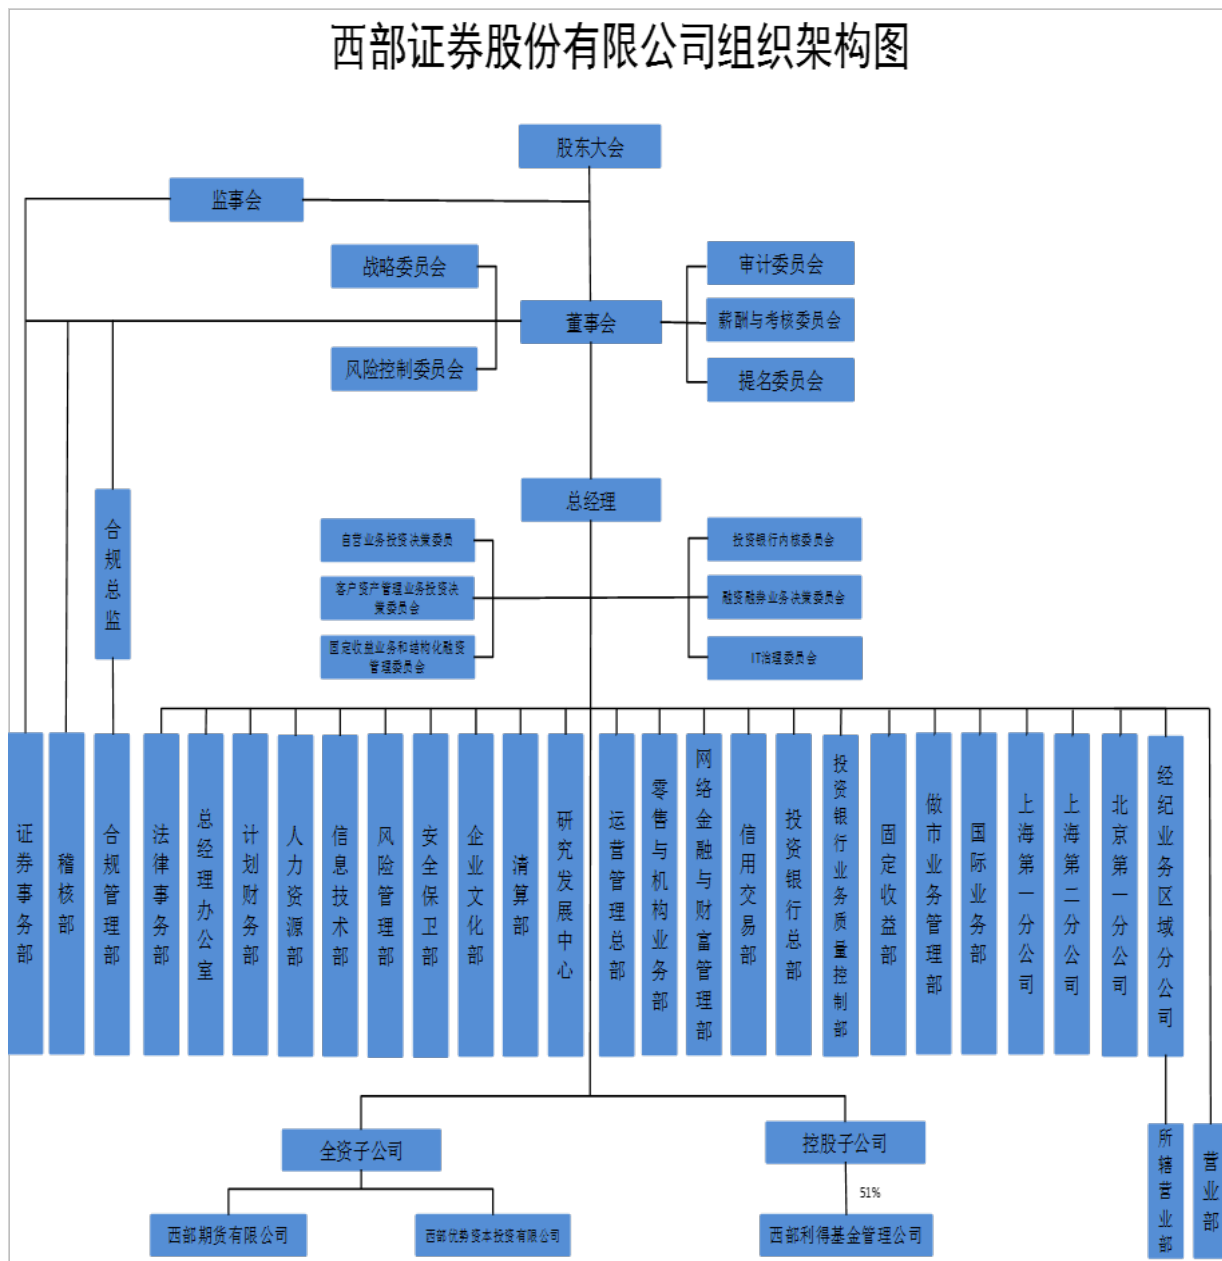 西部证券股份有限公司组织架构图
股东大会
监事会
战略委员会
审计委员会
董事会
薪酬与考核委员会
风险控制委员会
提名委员会
总经理
合规总监
自营业务投资决策委员
投资银行内核委员会
客户资产管理业务投资决
策委员会
融资融券业务决策委员会
固定收益业务和结构化融资
管理委员会
IT治理委员会
证券事务部
稽核部
合规管理部
法律事务部
总经理办公室
计划财务部
人力资源部
信息技术部
风险管理部
安全保卫部
企业文化部
清算部
研究发展中心
运营管理总部
零售与机构业务部
网络金融与财富管理部
信用交易部
投资银行总部
投资银行业务质量控制部
固定收益部
做市业务管理部
国际业务部
上海第一分公司
上海第二分公司
北京第一分公司
经纪业务区域分公司
全资子公司
控股子公司
所辖营业部
营业部
51%
西部期货有限公司
西部优势资本投资有限公司
西部利得基金管理公司